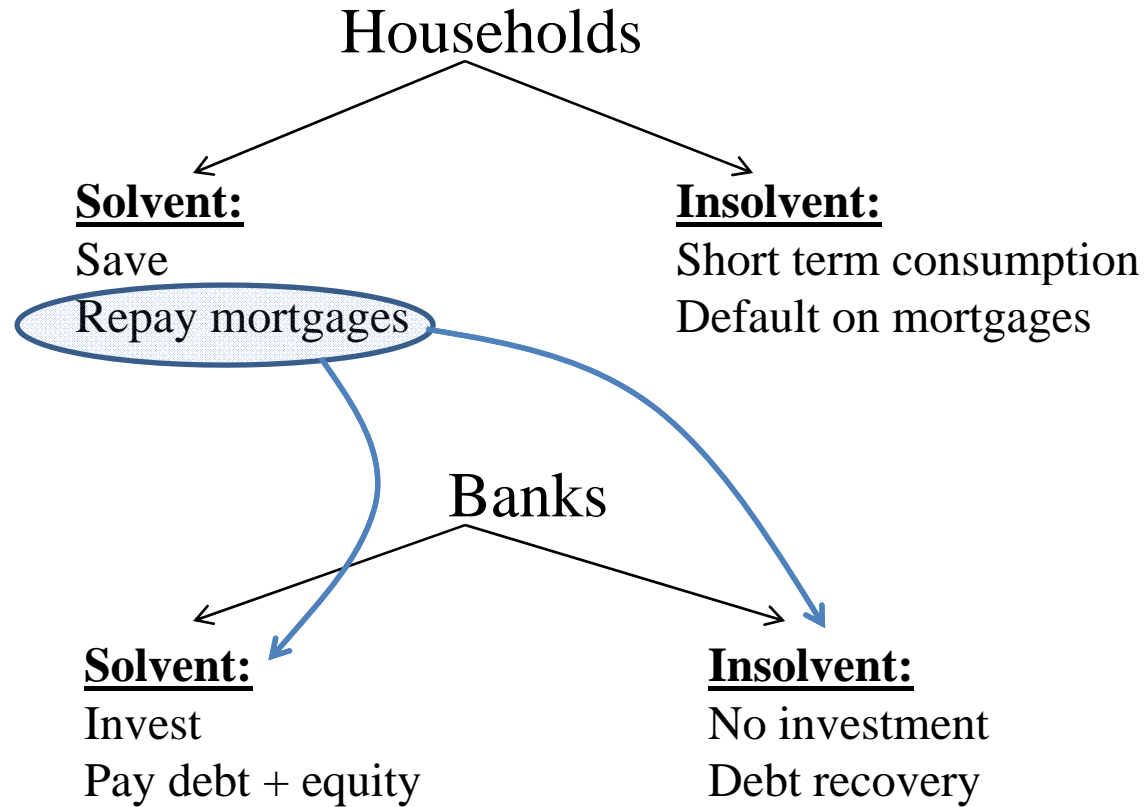 Households
Solvent:
Save
Repay mortgages
Insolvent:
Short term consumption
Default on mortgages
Banks
Solvent:
Invest
Pay debt + equity
Insolvent:
No investment
Debt recovery